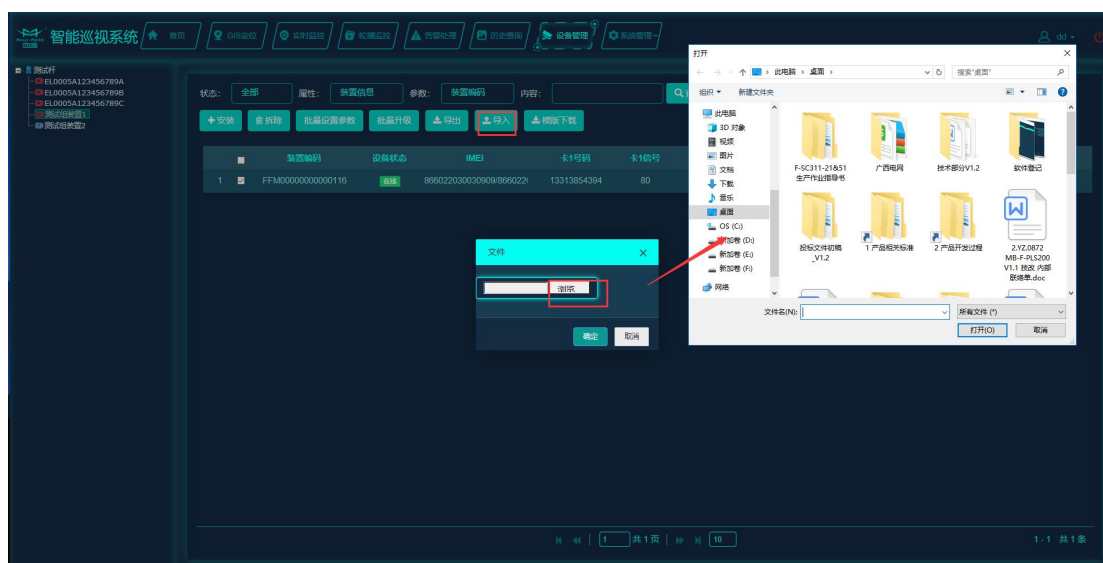 智能巡视系统
首页
GIS定位
实时监控
轮播监控
告警处理
历史查询
设备管理
系统管理
dd
测试杆
EL0005A123456789A
EL0005A123456789B
EL0005A123456789C
测试组装置1
测试组装置2
状态: 全部 属性: 装置信息 参数: 装置编码 内容:
+安装 拆除 批量设置参数 批量升级 导出 导入 模版下载
装置编码 设备状态 IMEI 卡1号码 卡1信号
1 FFM00000000000116 在线 866022030030909/866022 13313854394 80
文件
浏览
确定 取消
打开
此电脑 › 桌面 ›
搜索"桌面"
组织 新建文件夹
此电脑
3D 对象
视频
图片
文档
下载
音乐
桌面
OS (C:)
新加卷 (D:)
新加卷 (E:)
新加卷 (F:)
网络
F-SC311-21&51
生产作业指导书
广西电网
技术部分V1.2
软件登记
投标文件初稿
_V1.2
1 产品相关标准
2 产品开发过程
2.YZ.0872
MB-F-PLS200
V1.1 技改 内部
联络单.doc
文件名(N):
所有文件 (*)
打开(O) 取消
1 共1页 10
1-1 共1条